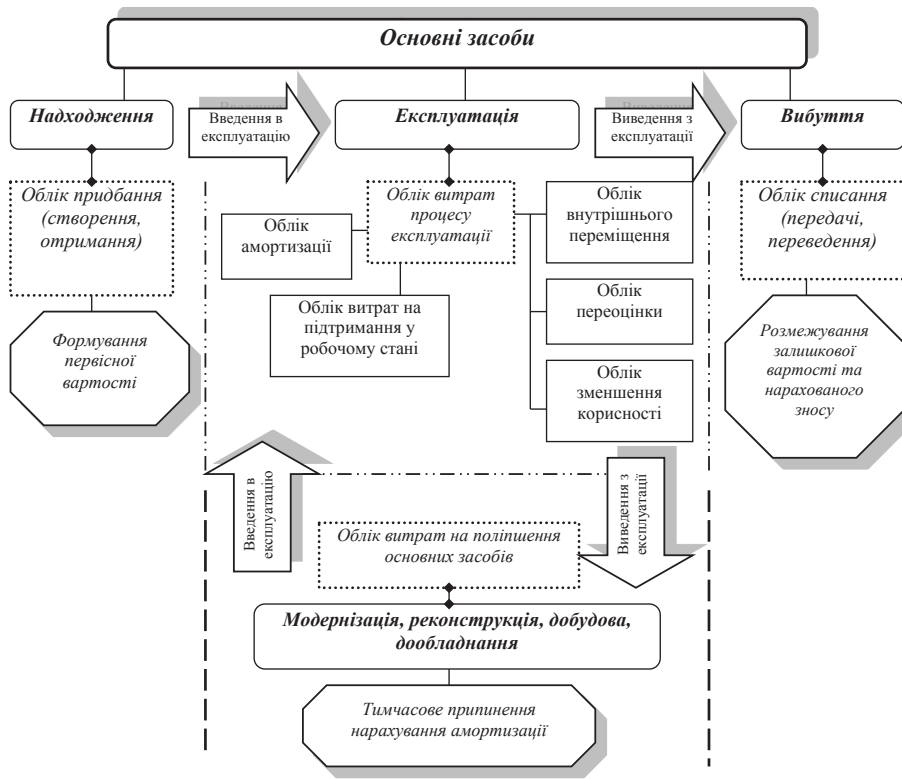 Основні засоби
Надходження
Введення в
експлуатацію
Експлуатація
Виведення з
експлуатації
Вибуття
Облік придбання
(створення,
отримання)
Облік витрат
процесу
експлуатації
Облік
внутрішнього
переміщення
Облік списання
(передачі,
переведення)
Облік
амортизації
Облік витрат на
підтримання у
робочому стані
Облік
переоцінки
Облік
зменшення
корисності
Формування
первісної
вартості
Розмежування
залишкової
вартості та
нарахованого
зносу
Введення в
експлуатацію
Виведення з
експлуатації
Облік витрат на поліпшення
основних засобів
Модернізація, реконструкція, добудова,
дообладнання
Тимчасове припинення
нарахування амортизації